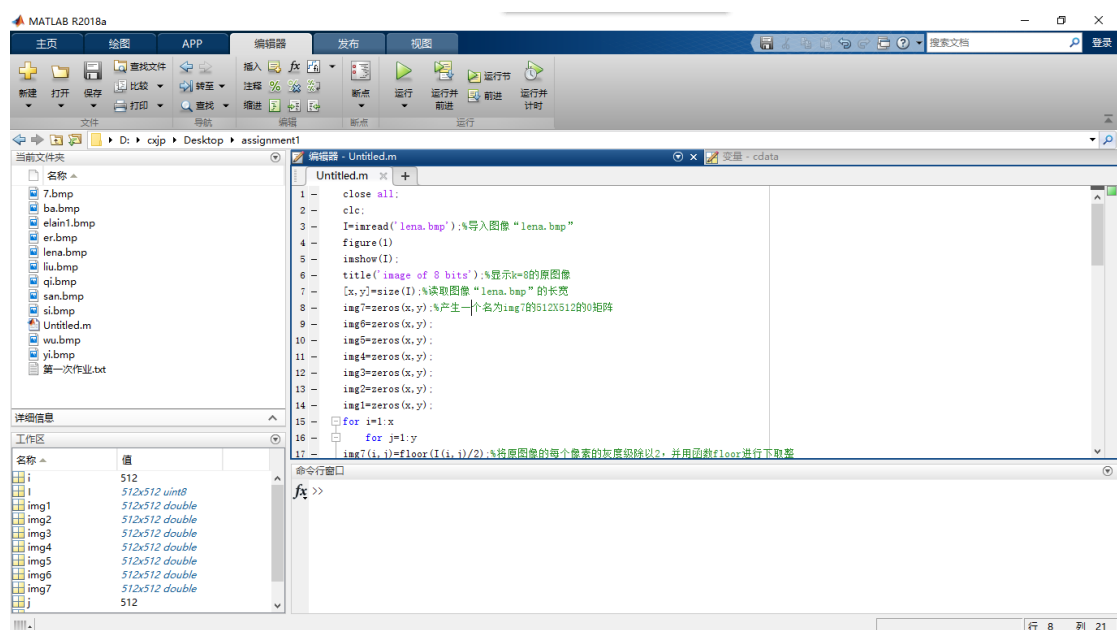 MATLAB R2018a
主页 绘图 APP 编辑器 发布 视图 搜索文档 登录
查找文件 插入 fx 运行节
新建 打开 保存 比较 转至 注释 断点 运行 运行并前进 前进 运行并计时
打印 查找 缩进
文件 导航 编辑 断点 运行
D: cxjp Desktop assignment1
当前文件夹
名称
7.bmp
ba.bmp
elain1.bmp
er.bmp
lena.bmp
liu.bmp
qi.bmp
san.bmp
si.bmp
Untitled.m
wu.bmp
yi.bmp
第一次作业.txt
详细信息
工作区
名称 值
i 512
I 512x512 uint8
img1 512x512 double
img2 512x512 double
img3 512x512 double
img4 512x512 double
img5 512x512 double
img6 512x512 double
img7 512x512 double
j 512
编辑器 - Untitled.m 变量 - cdata
Untitled.m
1 close all;
2 clc;
3 I=imread('lena.bmp');%导入图像“lena.bmp”
4 figure(1)
5 imshow(I);
6 title('image of 8 bits');%显示k=8的原图像
7 [x,y]=size(I);%读取图像“lena.bmp”的长宽
8 img7=zeros(x,y);%产生一个名为img7的512X512的0矩阵
9 img6=zeros(x,y);
10 img5=zeros(x,y);
11 img4=zeros(x,y);
12 img3=zeros(x,y);
13 img2=zeros(x,y);
14 img1=zeros(x,y);
15 for i=1:x
16 for j=1:y
17 img7(i,j)=floor(I(i,j)/2);%将原图像的每个像素的灰度级除以2，并用函数floor进行下取整
命令行窗口
fx >>
行 8 列 21